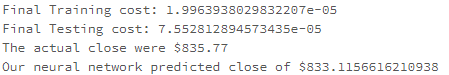 Final Training cost: 1.9963938029832207e-05
Final Testing cost: 7.552812894573435e-05
The actual close were $835.77
Our neural network predicted close of $833.1156616210938